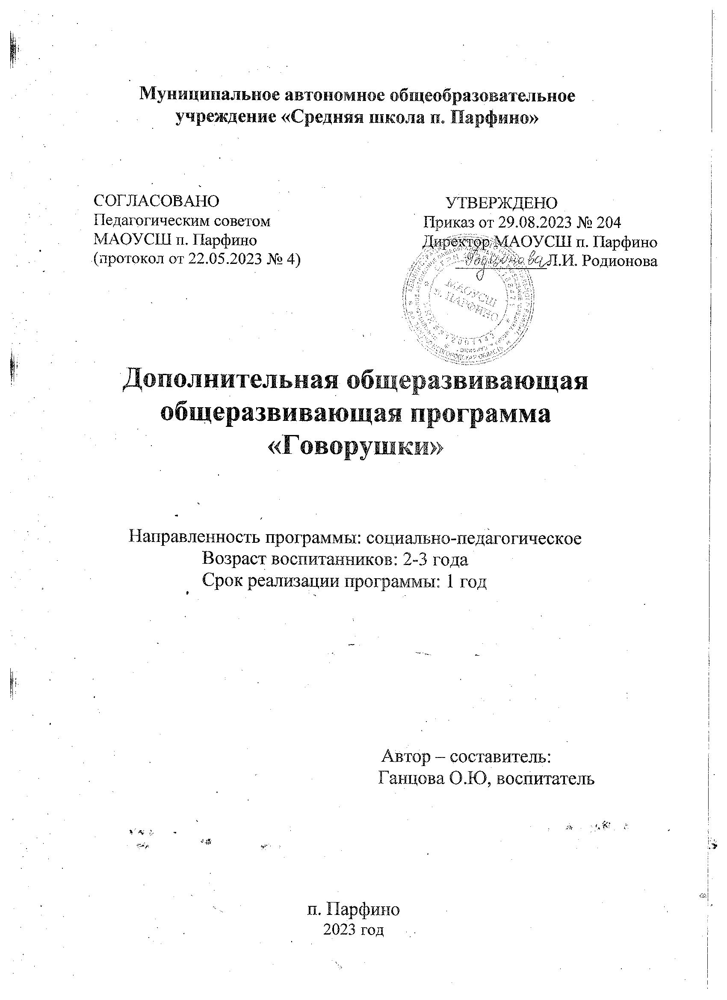 Муниципальное автономное общеобразовательное
учреждение «Средняя школа п. Парфино»
СОГЛАСОВАНО
Педагогическим советом
МАОУСШ п. Парфино
(протокол от 22.05.2023 № 4)
УТВЕРЖДЕНО
Приказ от 29.08.2023 № 204
Директор МАОУСШ п. Парфино
Родионова Л.И. Родионова
МАОУСШ
п. ПАРФИНО
Дополнительная общеразвивающая
общеразвивающая программа
«Говорушки»
Направленность программы: социально-педагогическое
Возраст воспитанников: 2-3 года
Срок реализации программы: 1 год
Автор – составитель:
Ганцова О.Ю, воспитатель
п. Парфино
2023 год